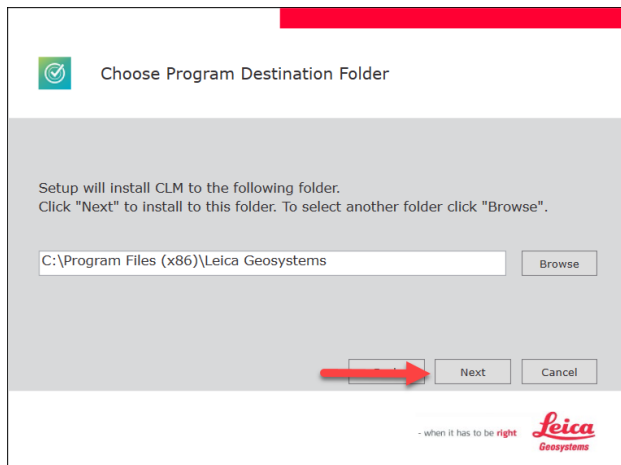 Choose Program Destination Folder
Setup will install CLM to the following folder.
Click "Next" to install to this folder. To select another folder click "Browse".
C:\Program Files (x86)\Leica Geosystems
Browse
Next
Cancel
- when it has to be right
Leica
Geosystems